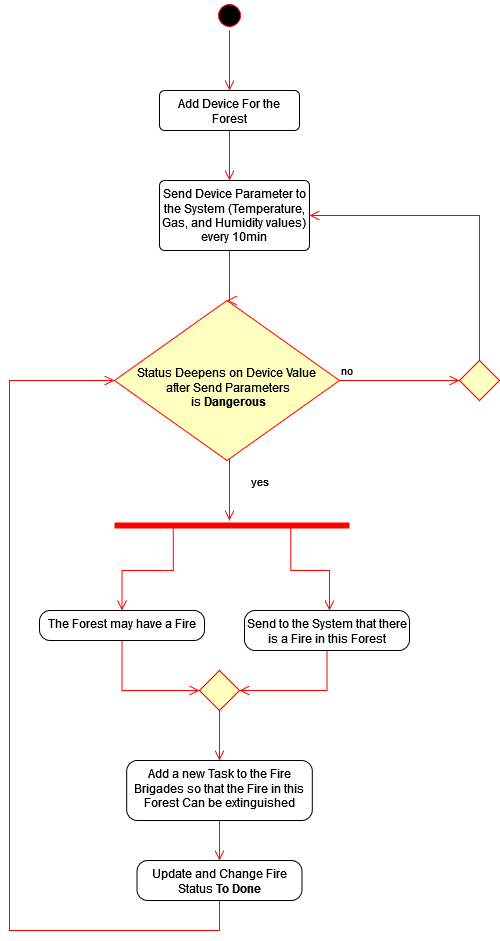 Add Device For the
Forest
Send Device Parameter to
the System (Temperature,
Gas, and Humidity values)
every 10min
Status Deepens on Device Value
after Send Parameters
is Dangerous
no
yes
The Forest may have a Fire
Send to the System that there
is a Fire in this Forest
Add a new Task to the Fire
Brigades so that the Fire in this
Forest Can be extinguished
Update and Change Fire
Status To Done